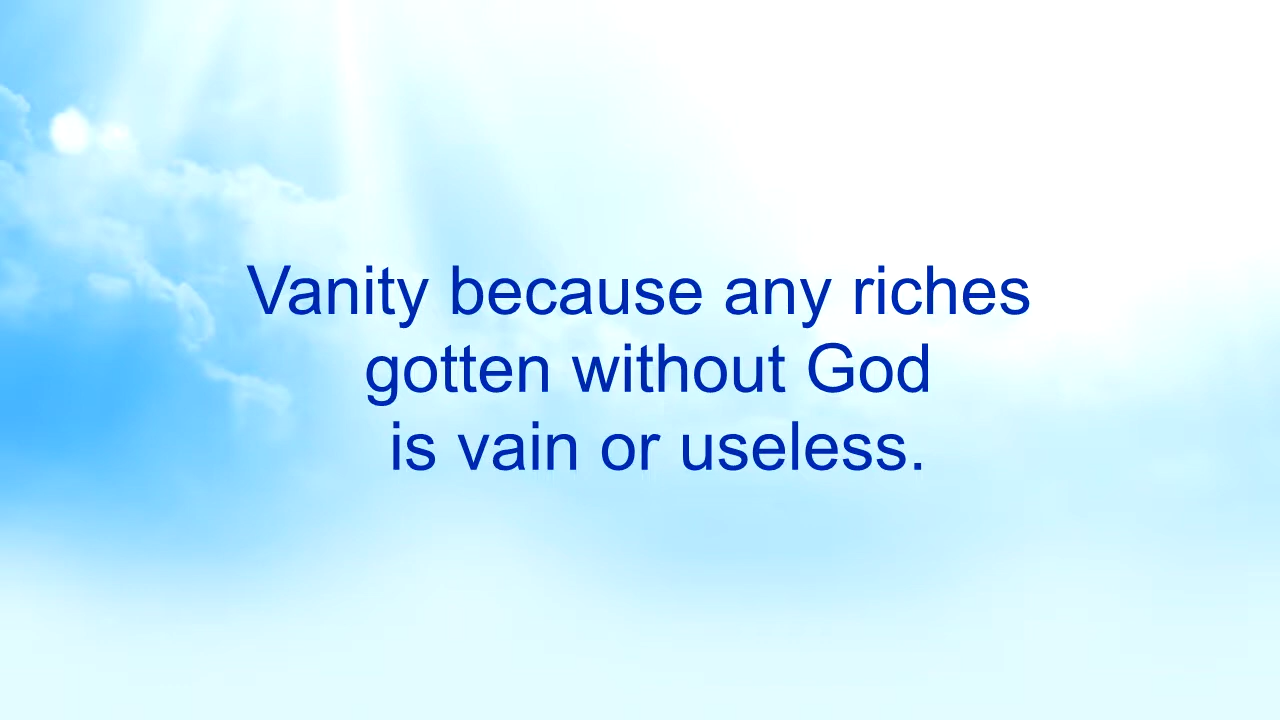 Vanity because any riches
gotten without God
is vain or useless.